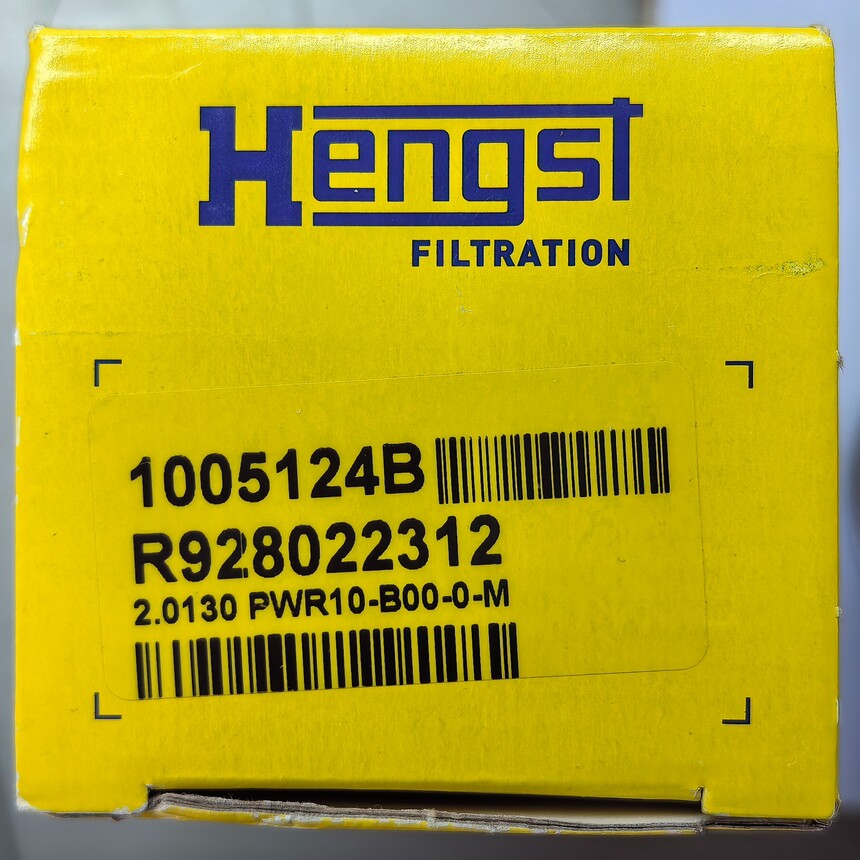 Hengst
FILTRATION
1005124B
R928022312
2.0130 PWR10-B00-0-M